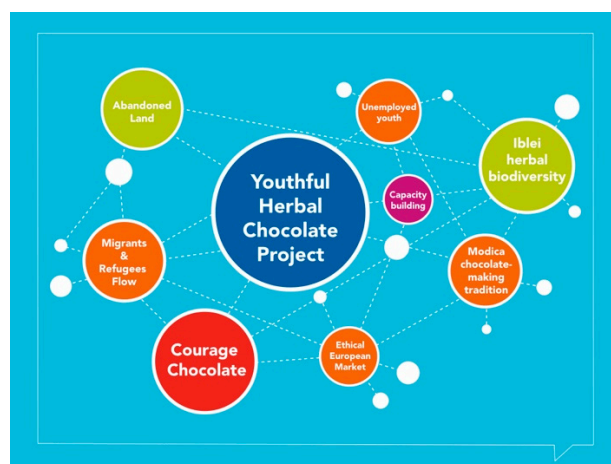 Abandoned
Land
Unemployed
youth
Iblei
herbal
biodiversity
Youthful
Herbal
Chocolate
Project
Capacity
building
Migrants
&
Refugees
Flow
Modica
chocolate-
making
tradition
Courage
Chocolate
Ethical
European
Market